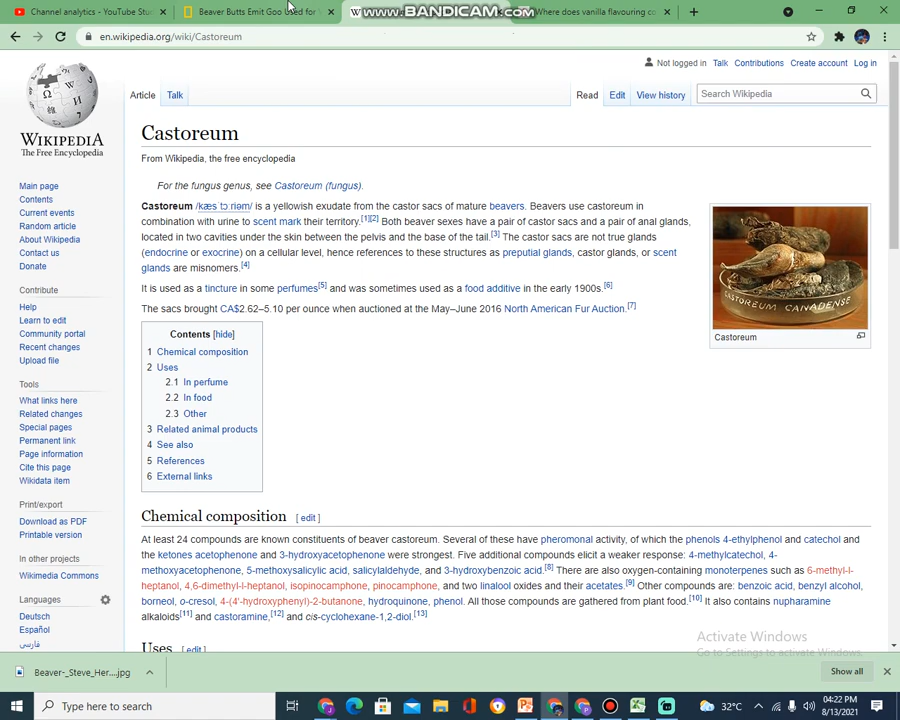 Channel analytics - YouTube Stu
Beaver Butts Emit Goo Used for
www.BANDICAM.com
Where does vanilla flavouring co
en.wikipedia.org/wiki/Castoreum
Not logged in Talk Contributions Create account Log in
Article Talk Read Edit View history Search Wikipedia
WIKIPEDIA
The Free Encyclopedia
Main page
Contents
Current events
Random article
About Wikipedia
Contact us
Donate
Contribute
Help
Learn to edit
Community portal
Recent changes
Upload file
Tools
What links here
Related changes
Special pages
Permanent link
Page information
Cite this page
Wikidata item
Print/export
Download as PDF
Printable version
In other projects
Wikimedia Commons
Languages
Deutsch
Español
فارسی
Castoreum
From Wikipedia, the free encyclopedia
For the fungus genus, see Castoreum (fungus).
Castoreum /kæsˈtɔːriəm/ is a yellowish exudate from the castor sacs of mature beavers. Beavers use castoreum in
combination with urine to scent mark their territory.[1][2] Both beaver sexes have a pair of castor sacs and a pair of anal glands,
located in two cavities under the skin between the pelvis and the base of the tail.[3] The castor sacs are not true glands
(endocrine or exocrine) on a cellular level, hence references to these structures as preputial glands, castor glands, or scent
glands are misnomers.[4]
It is used as a tincture in some perfumes[5] and was sometimes used as a food additive in the early 1900s.[6]
The sacs brought CA$2.62–5.10 per ounce when auctioned at the May–June 2016 North American Fur Auction.[7]
CASTOREUM CANADENSE
Castoreum
Contents [hide]
1 Chemical composition
2 Uses
2.1 In perfume
2.2 In food
2.3 Other
3 Related animal products
4 See also
5 References
6 External links
Chemical composition [ edit ]
At least 24 compounds are known constituents of beaver castoreum. Several of these have pheromonal activity, of which the phenols 4-ethylphenol and catechol and
the ketones acetophenone and 3-hydroxyacetophenone were strongest. Five additional compounds elicit a weaker response: 4-methylcatechol, 4-
methoxyacetophenone, 5-methoxysalicylic acid, salicylaldehyde, and 3-hydroxybenzoic acid.[8] There are also oxygen-containing monoterpenes such as 6-methyl-l-
heptanol, 4,6-dimethyl-l-heptanol, isopinocamphone, pinocamphone, and two linalool oxides and their acetates.[9] Other compounds are: benzoic acid, benzyl alcohol,
borneol, o-cresol, 4-(4'-hydroxyphenyl)-2-butanone, hydroquinone, phenol. All those compounds are gathered from plant food.[10] It also contains nupharamine
alkaloids[11] and castoramine,[12] and cis-cyclohexane-1,2-diol.[13]
Uses [ edit ]
Activate Windows
Go to Settings to activate Windows.
Beaver-_Steve_Her....jpg
Show all
Type here to search
32°C
04:22 PM
8/13/2021